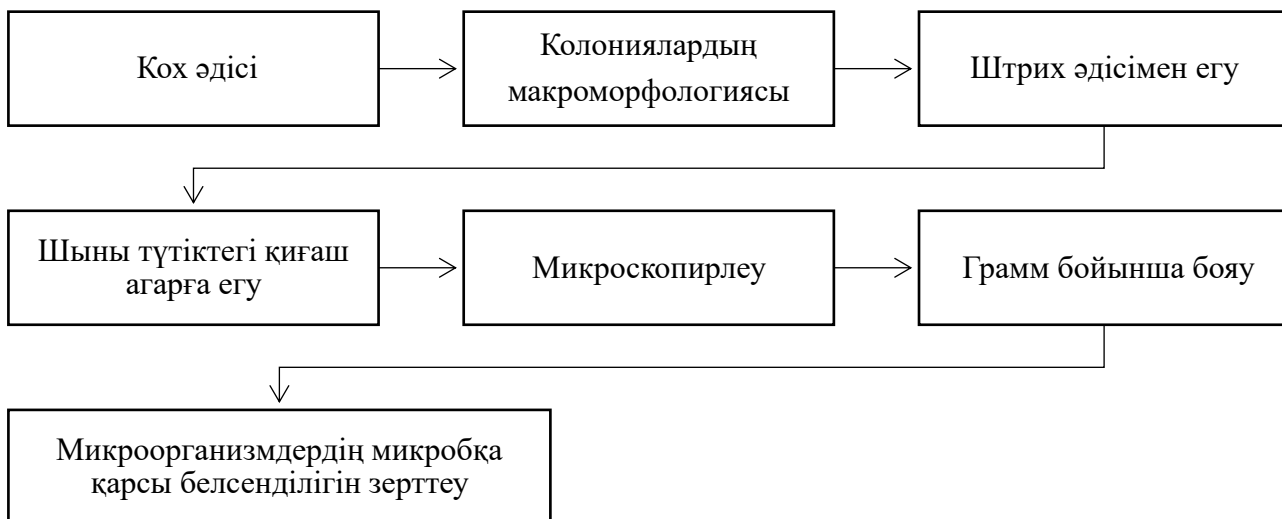 Кох әдісі
Колониялардың
макроморфологиясы
Штрих әдісімен егу
Шыны түтіктегі қиғаш
агарға егу
Микроскопирлеу
Грамм бойынша бояу
Микроорганизмдердің микробқа
қарсы белсенділігін зерттеу